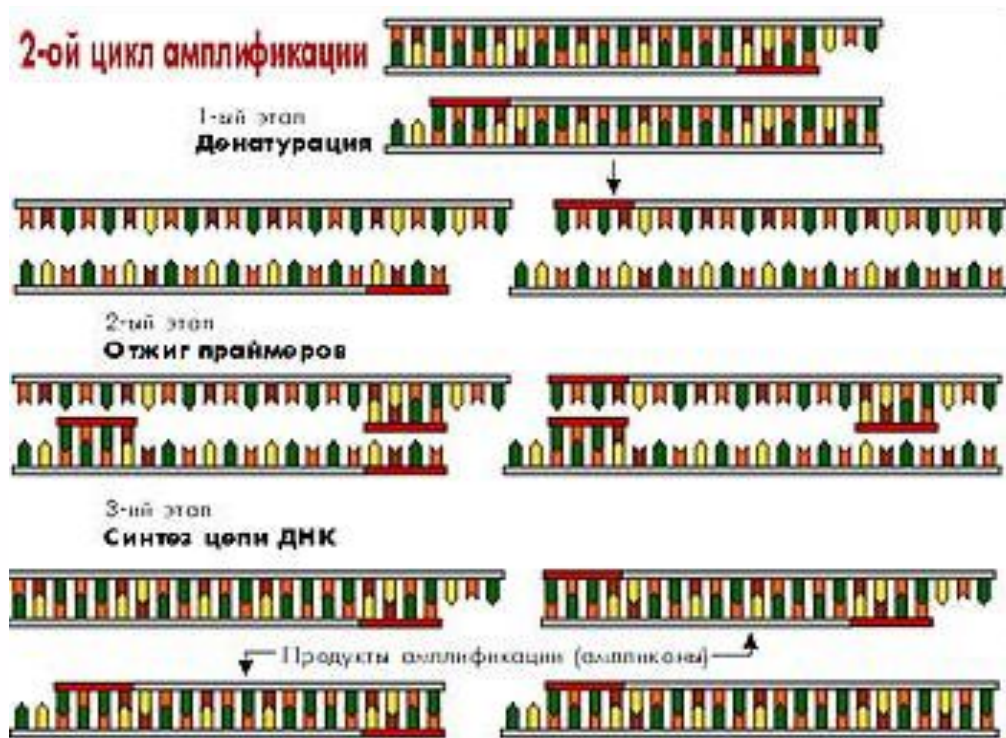 2-ой цикл амплификации
1-ый этап
Денатурация
2-ый этап
Отжиг праймеров
3-ий этап
Синтез цепи ДНК
Продукты амплификации (ампликоны)